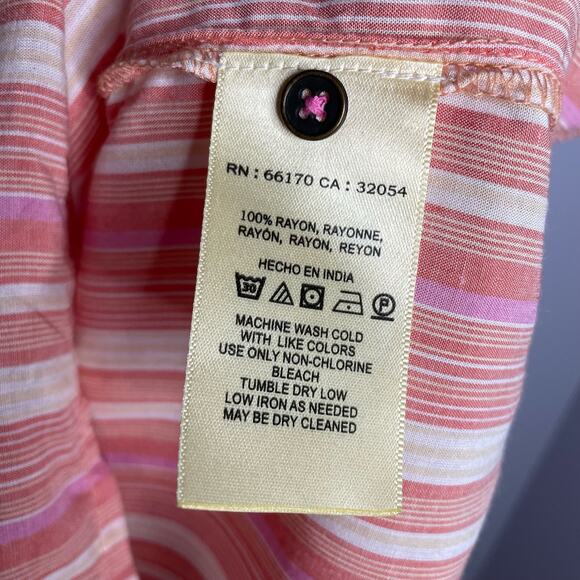 RN : 66170 CA : 32054
100% RAYON, RAYONNE,
RAYÓN, RAYON, REYON
HECHO EN INDIA
30 P
MACHINE WASH COLD
WITH LIKE COLORS
USE ONLY NON-CHLORINE
BLEACH
TUMBLE DRY LOW
LOW IRON AS NEEDED
MAY BE DRY CLEANED